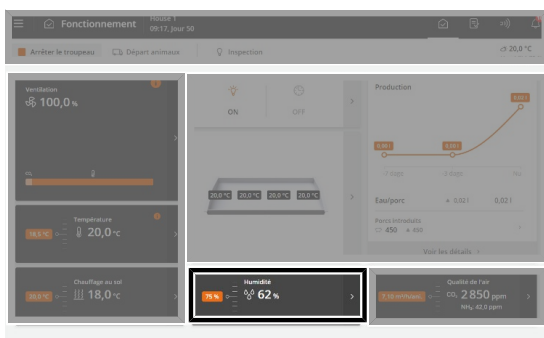 Fonctionnement
House 1
09:17, Jour 50
Arrêter le troupeau
Départ animaux
Inspection
20,0 °C
Ventilation
100,0 %
Température
18,5 °C
20,0 °C
Chauffage au sol
20,0 °C
18,0 °C
ON
OFF
20,0 °C 20,0 °C 20,0 °C 20,0 °C
Production
Eau/porc
0,02 l
0,02 l
Porcs introduits
450
Voir les détails
Humidité
75 %
62 %
Qualité de l'air
CO₂ 2 850 ppm
NH₃: 42,0 ppm